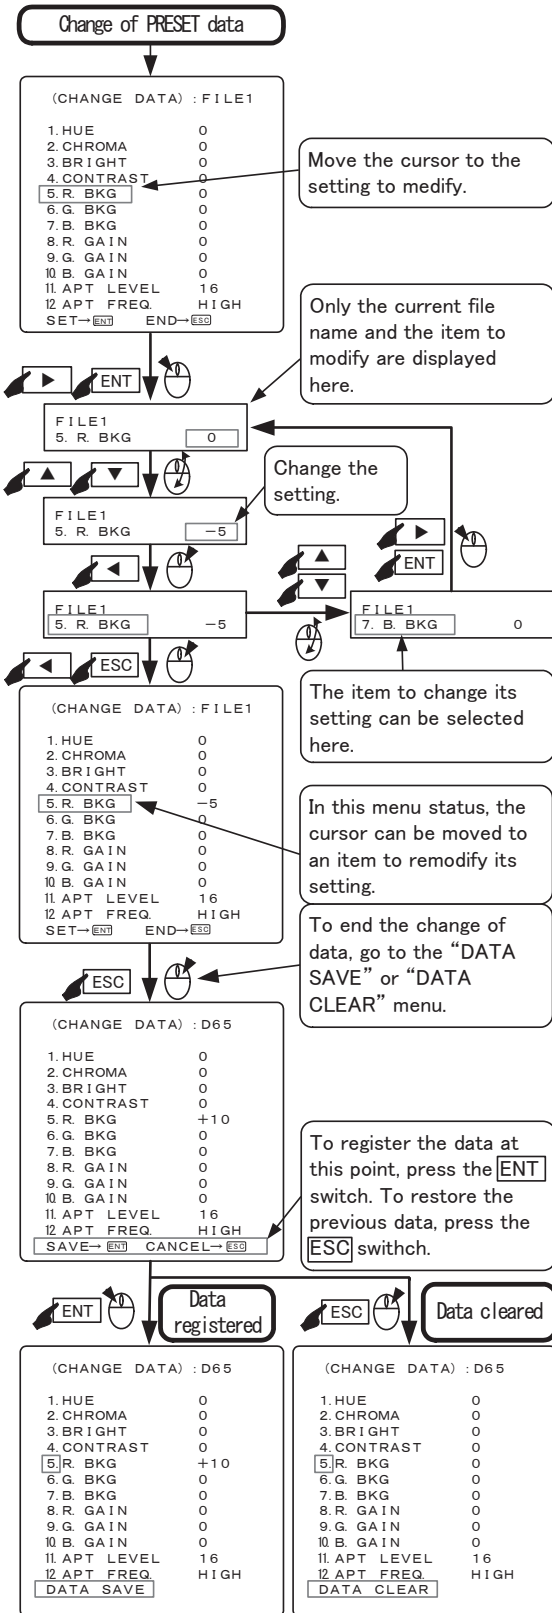 Change of PRESET data
(CHANGE DATA) : FILE1
1. HUE 0
2. CHROMA 0
3. BRIGHT 0
4. CONTRAST 0
5. R. BKG 0
6. G. BKG 0
7. B. BKG 0
8. R. GAIN 0
9. G. GAIN 0
10. B. GAIN 0
11. APT LEVEL 16
12 APT FREQ. HIGH
SET→ENT END→ESC
Move the cursor to the
setting to medify.
Only the current file
name and the item to
modify are displayed
here.
▶ ENT
FILE1
5. R. BKG 0
▲ ▼
Change the
setting.
FILE1
5. R. BKG −5
◀
▲
▼
▶
ENT
FILE1
5. R. BKG −5
FILE1
7. B. BKG 0
◀ ESC
The item to change its
setting can be selected
here.
(CHANGE DATA) : FILE1
1. HUE 0
2. CHROMA 0
3. BRIGHT 0
4. CONTRAST 0
5. R. BKG −5
6. G. BKG 0
7. B. BKG 0
8. R. GAIN 0
9. G. GAIN 0
10. B. GAIN 0
11. APT LEVEL 16
12 APT FREQ. HIGH
SET→ENT END→ESC
In this menu status, the
cursor can be moved to
an item to remodify its
setting.
To end the change of
data, go to the “DATA
SAVE” or “DATA
CLEAR” menu.
ESC
(CHANGE DATA) : D65
1. HUE 0
2. CHROMA 0
3. BRIGHT 0
4. CONTRAST 0
5. R. BKG +10
6. G. BKG 0
7. B. BKG 0
8. R. GAIN 0
9. G. GAIN 0
10. B. GAIN 0
11. APT LEVEL 16
12 APT FREQ. HIGH
SAVE→ ENT CANCEL→ESC
To register the data at
this point, press the ENT
switch. To restore the
previous data, press the
ESC swithch.
ENT
Data
registered
ESC
Data cleared
(CHANGE DATA) : D65
1. HUE 0
2. CHROMA 0
3. BRIGHT 0
4. CONTRAST 0
5. R. BKG +10
6. G. BKG 0
7. B. BKG 0
8. R. GAIN 0
9. G. GAIN 0
10. B. GAIN 0
11. APT LEVEL 16
12 APT FREQ. HIGH
DATA SAVE
(CHANGE DATA) : D65
1. HUE 0
2. CHROMA 0
3. BRIGHT 0
4. CONTRAST 0
5. R. BKG 0
6. G. BKG 0
7. B. BKG 0
8. R. GAIN 0
9. G. GAIN 0
10. B. GAIN 0
11. APT LEVEL 16
12 APT FREQ. HIGH
DATA CLEAR